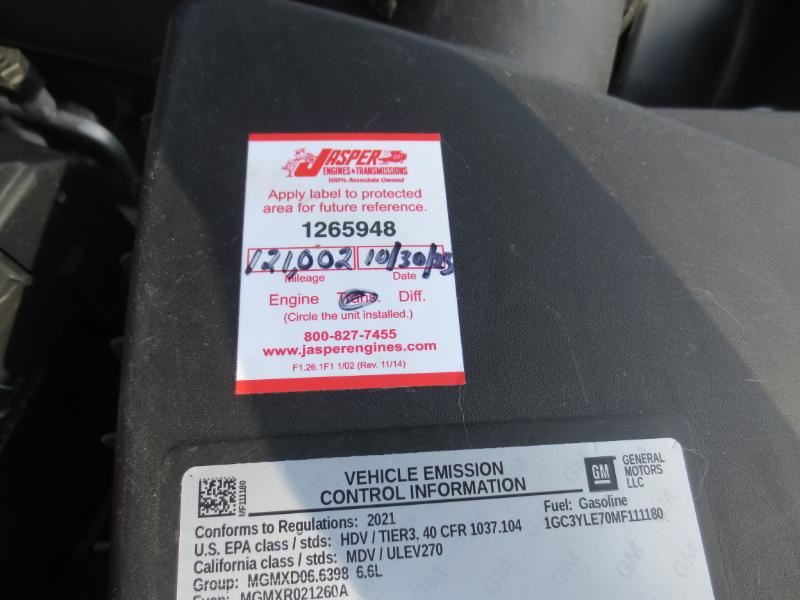 JASPER
ENGINES & TRANSMISSIONS
100% Associate Owned
Apply label to protected
area for future reference.
1265948
121,002 10/30/25
Mileage Date
Engine Trans. Diff.
(Circle the unit installed.)
800-827-7455
www.jasperengines.com
F1.26.1F1 1/02 (Rev. 11/14)
MF111180
VEHICLE EMISSION
CONTROL INFORMATION
GM
GENERAL
MOTORS
LLC
Fuel: Gasoline
Conforms to Regulations: 2021
1GC3YLE70MF111180
U.S. EPA class / stds: HDV / TIER3, 40 CFR 1037.104
California class / stds: MDV / ULEV270
Group: MGMXD06.6398 6.6L
Evap: MGMXR021260A